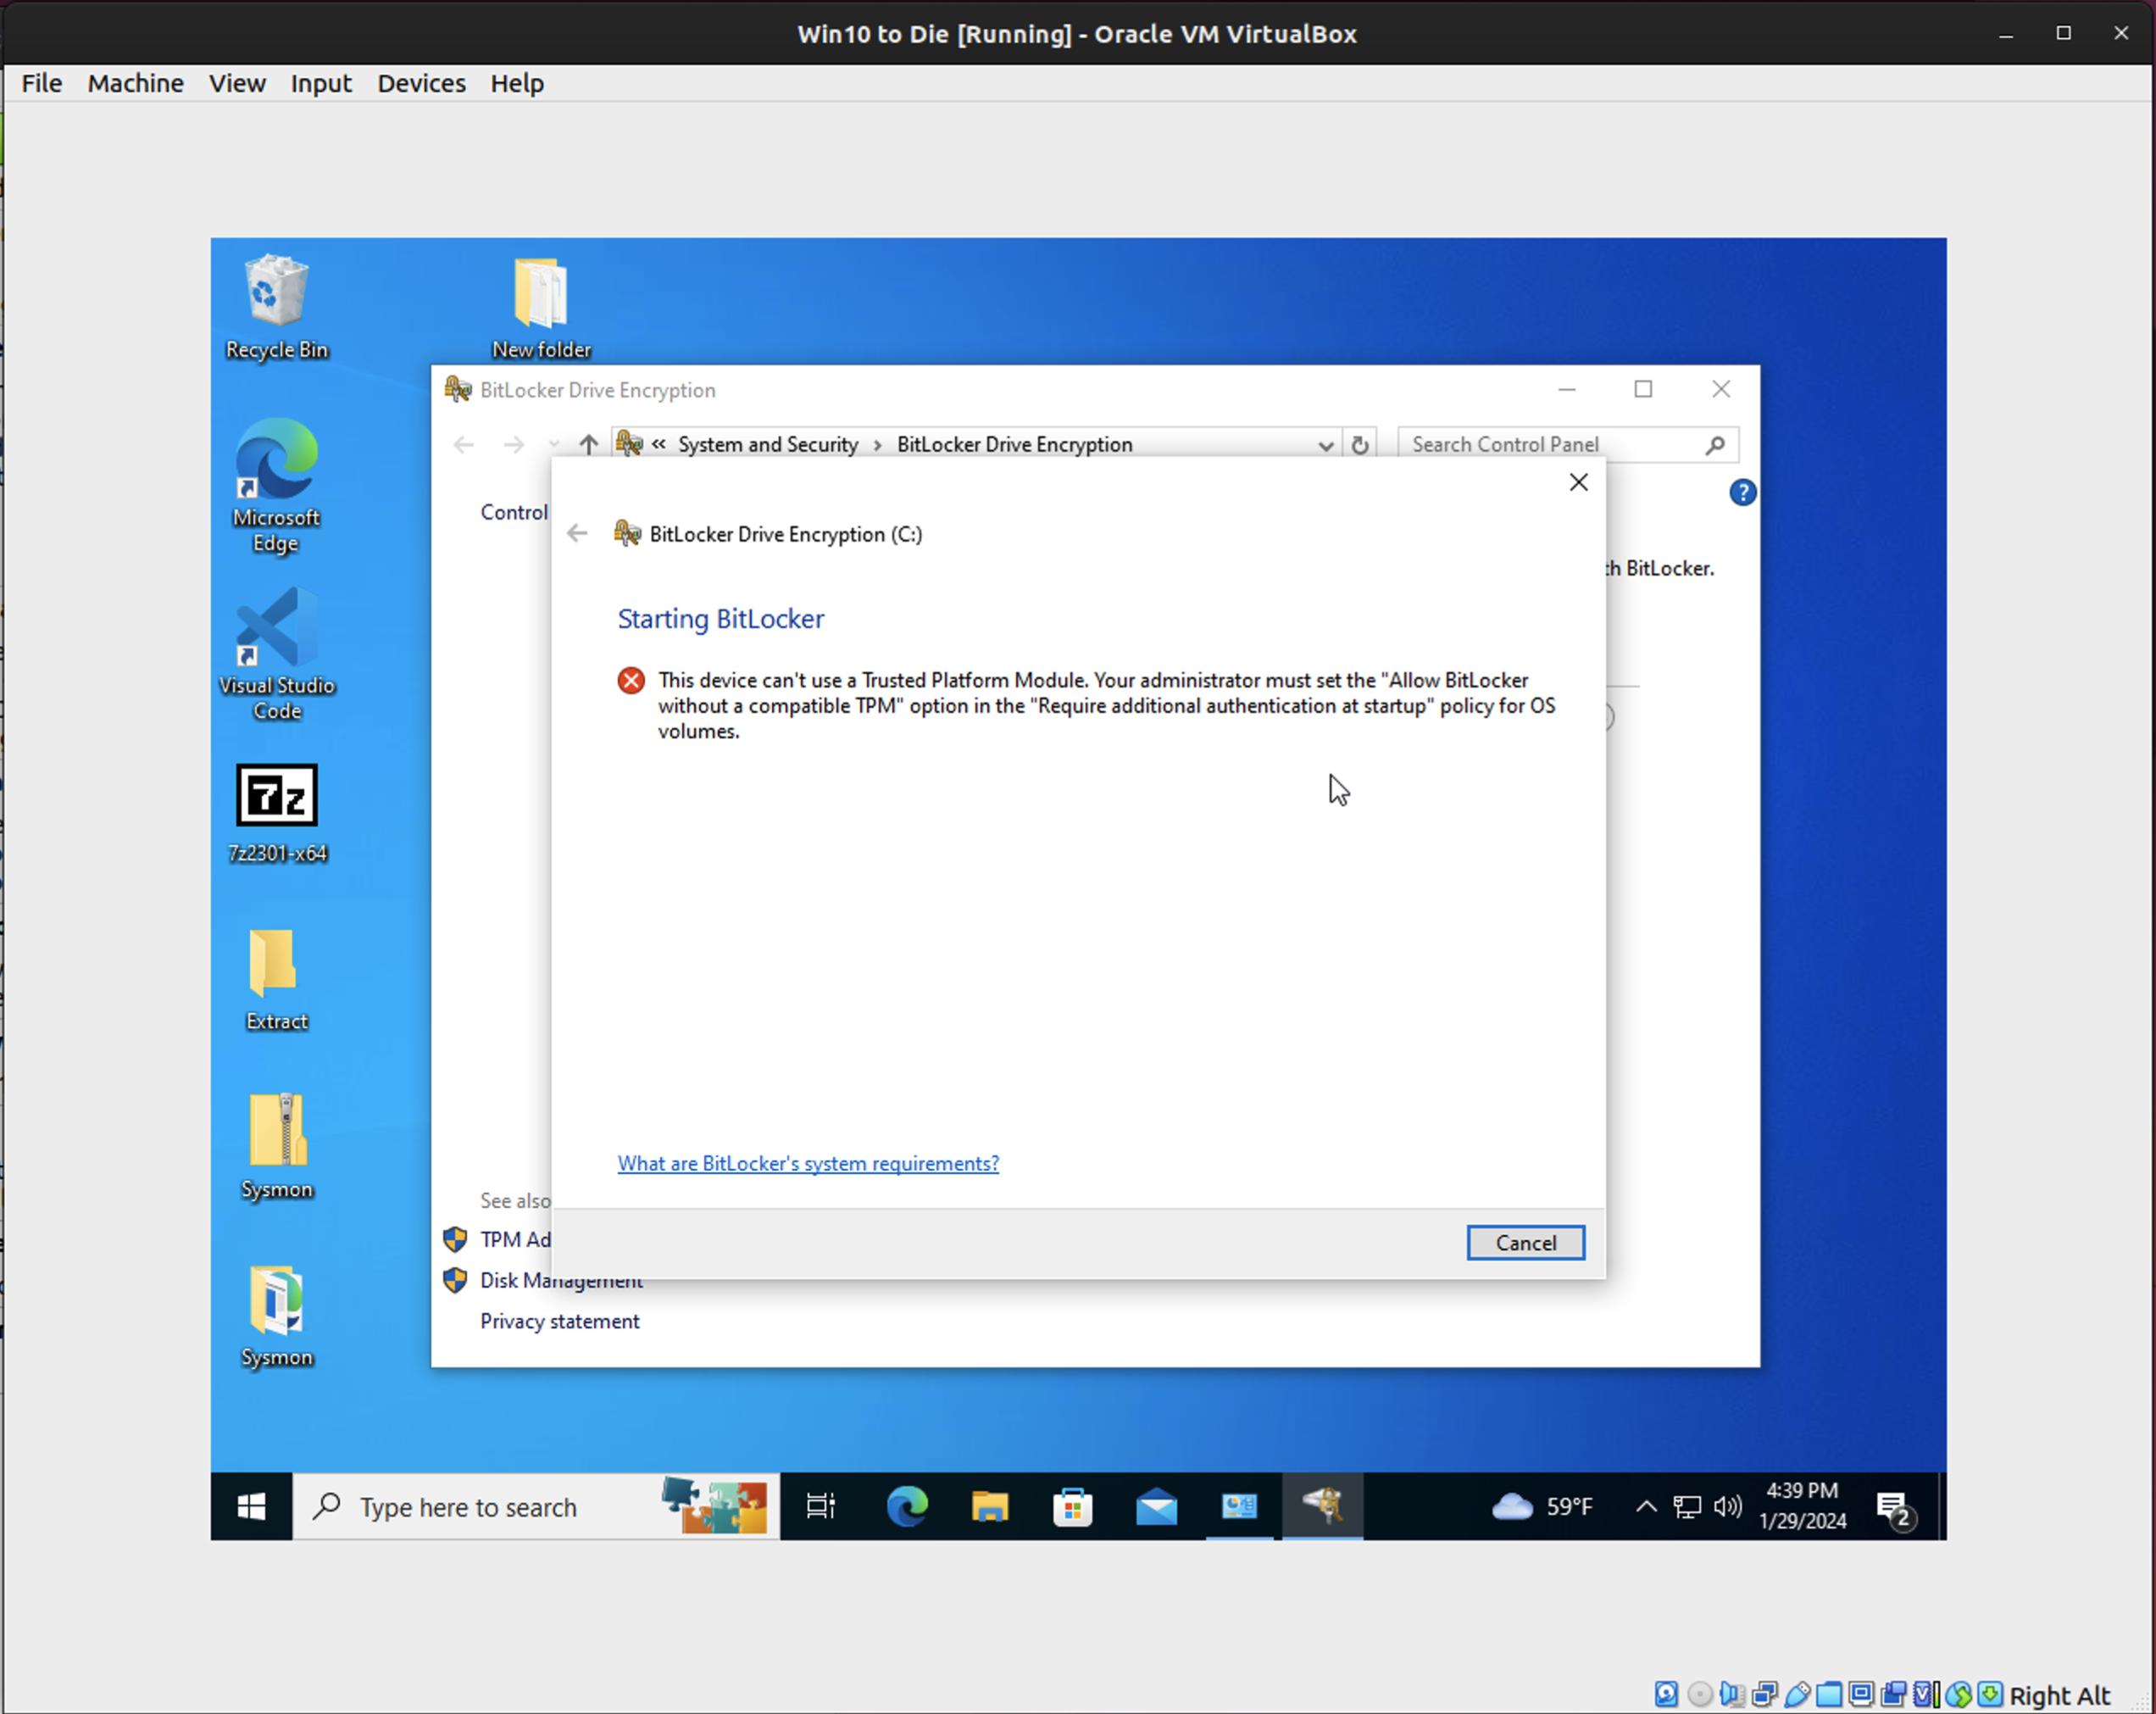 Win10 to Die [Running] - Oracle VM VirtualBox
File Machine View Input Devices Help
Recycle Bin
New folder
BitLocker Drive Encryption
« System and Security › BitLocker Drive Encryption
Search Control Panel
Microsoft
Edge
Control
BitLocker Drive Encryption (C:)
th BitLocker.
Starting BitLocker
This device can't use a Trusted Platform Module. Your administrator must set the "Allow BitLocker
without a compatible TPM" option in the "Require additional authentication at startup" policy for OS
volumes.
Visual Studio
Code
7z
7z2301-x64
Extract
What are BitLocker's system requirements?
Sysmon
See also
TPM Ad
Cancel
Disk Management
Privacy statement
Sysmon
Type here to search
59°F
4:39 PM
1/29/2024
2
Right Alt